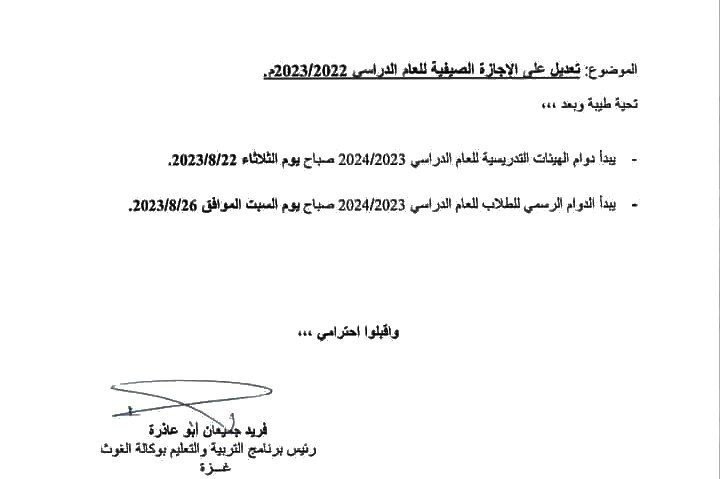 الموضوع: تعديل على الإجازة الصيفية للعام الدراسي 2023/2022م.
تحية طيبة وبعد ،،،
- يبدأ دوام الهيئات التدريسية للعام الدراسي 2024/2023 صباح يوم الثلاثاء 2023/8/22.
- يبدأ الدوام الرسمي للطلاب للعام الدراسي 2024/2023 صباح يوم السبت الموافق 2023/8/26.
واقبلوا احترامي ،،،
فريد جميعان أبو عاذرة
رئيس برنامج التربية والتعليم بوكالة الغوث
غـــزة